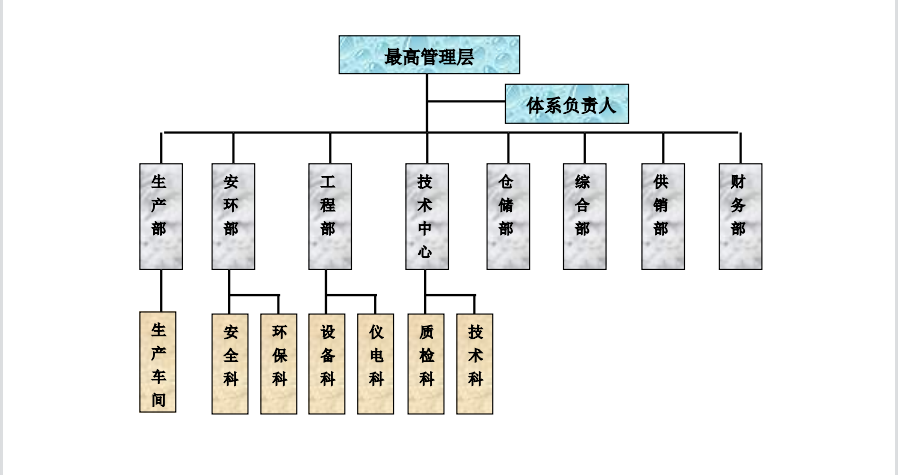 最高管理层
体系负责人
生产部
安环部
工程部
技术中心
仓储部
综合部
供销部
财务部
生产车间
安全科
环保科
设备科
仪电科
质检科
技术科